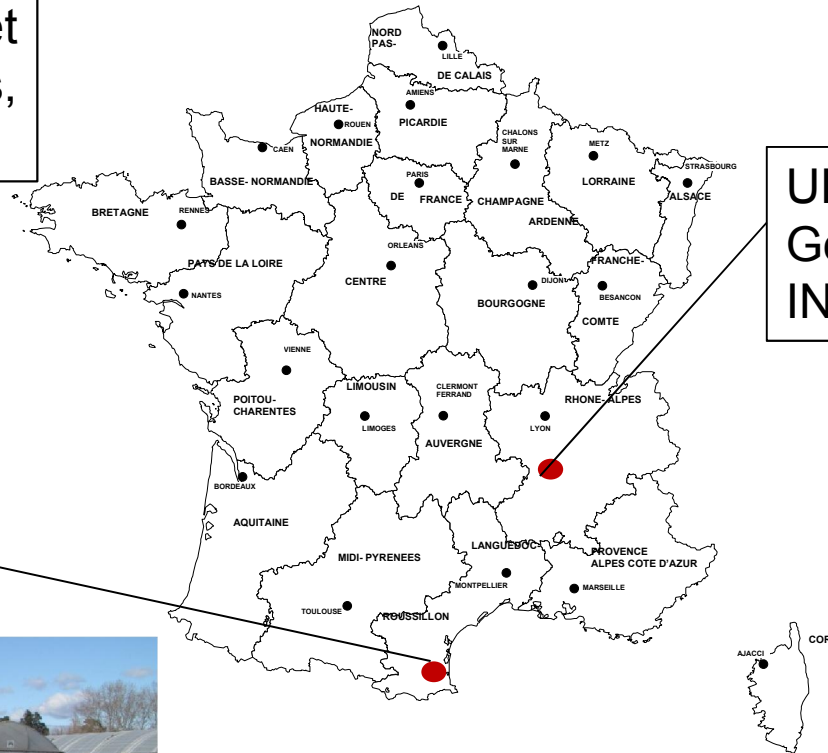 et
s,
NORD
PAS-
LILLE
DE CALAIS
AMIENS
PICARDIE
HAUTE-
ROUEN
NORMANDIE
CAEN
BASSE- NORMANDIE
CHALONS
SUR
MARNE
CHAMPAGNE
ARDENNE
METZ
LORRAINE
STRASBOURG
ALSACE
PARIS
DE FRANCE
BRETAGNE
RENNES
PAYS DE LA LOIRE
NANTES
ORLEANS
CENTRE
DIJON
BOURGOGNE
FRANCHE-
BESANCON
COMTE
VIENNE
POITOU-
CHARENTES
LIMOUSIN
LIMOGES
CLERMONT
FERRAND
AUVERGNE
RHONE- ALPES
LYON
BORDEAUX
AQUITAINE
MIDI- PYRENEES
TOULOUSE
LANGUEDOC-
MONTPELLIER
ROUSSILLON
PROVENCE
ALPES COTE D'AZUR
MARSEILLE
AJACCI
COR
G
IN